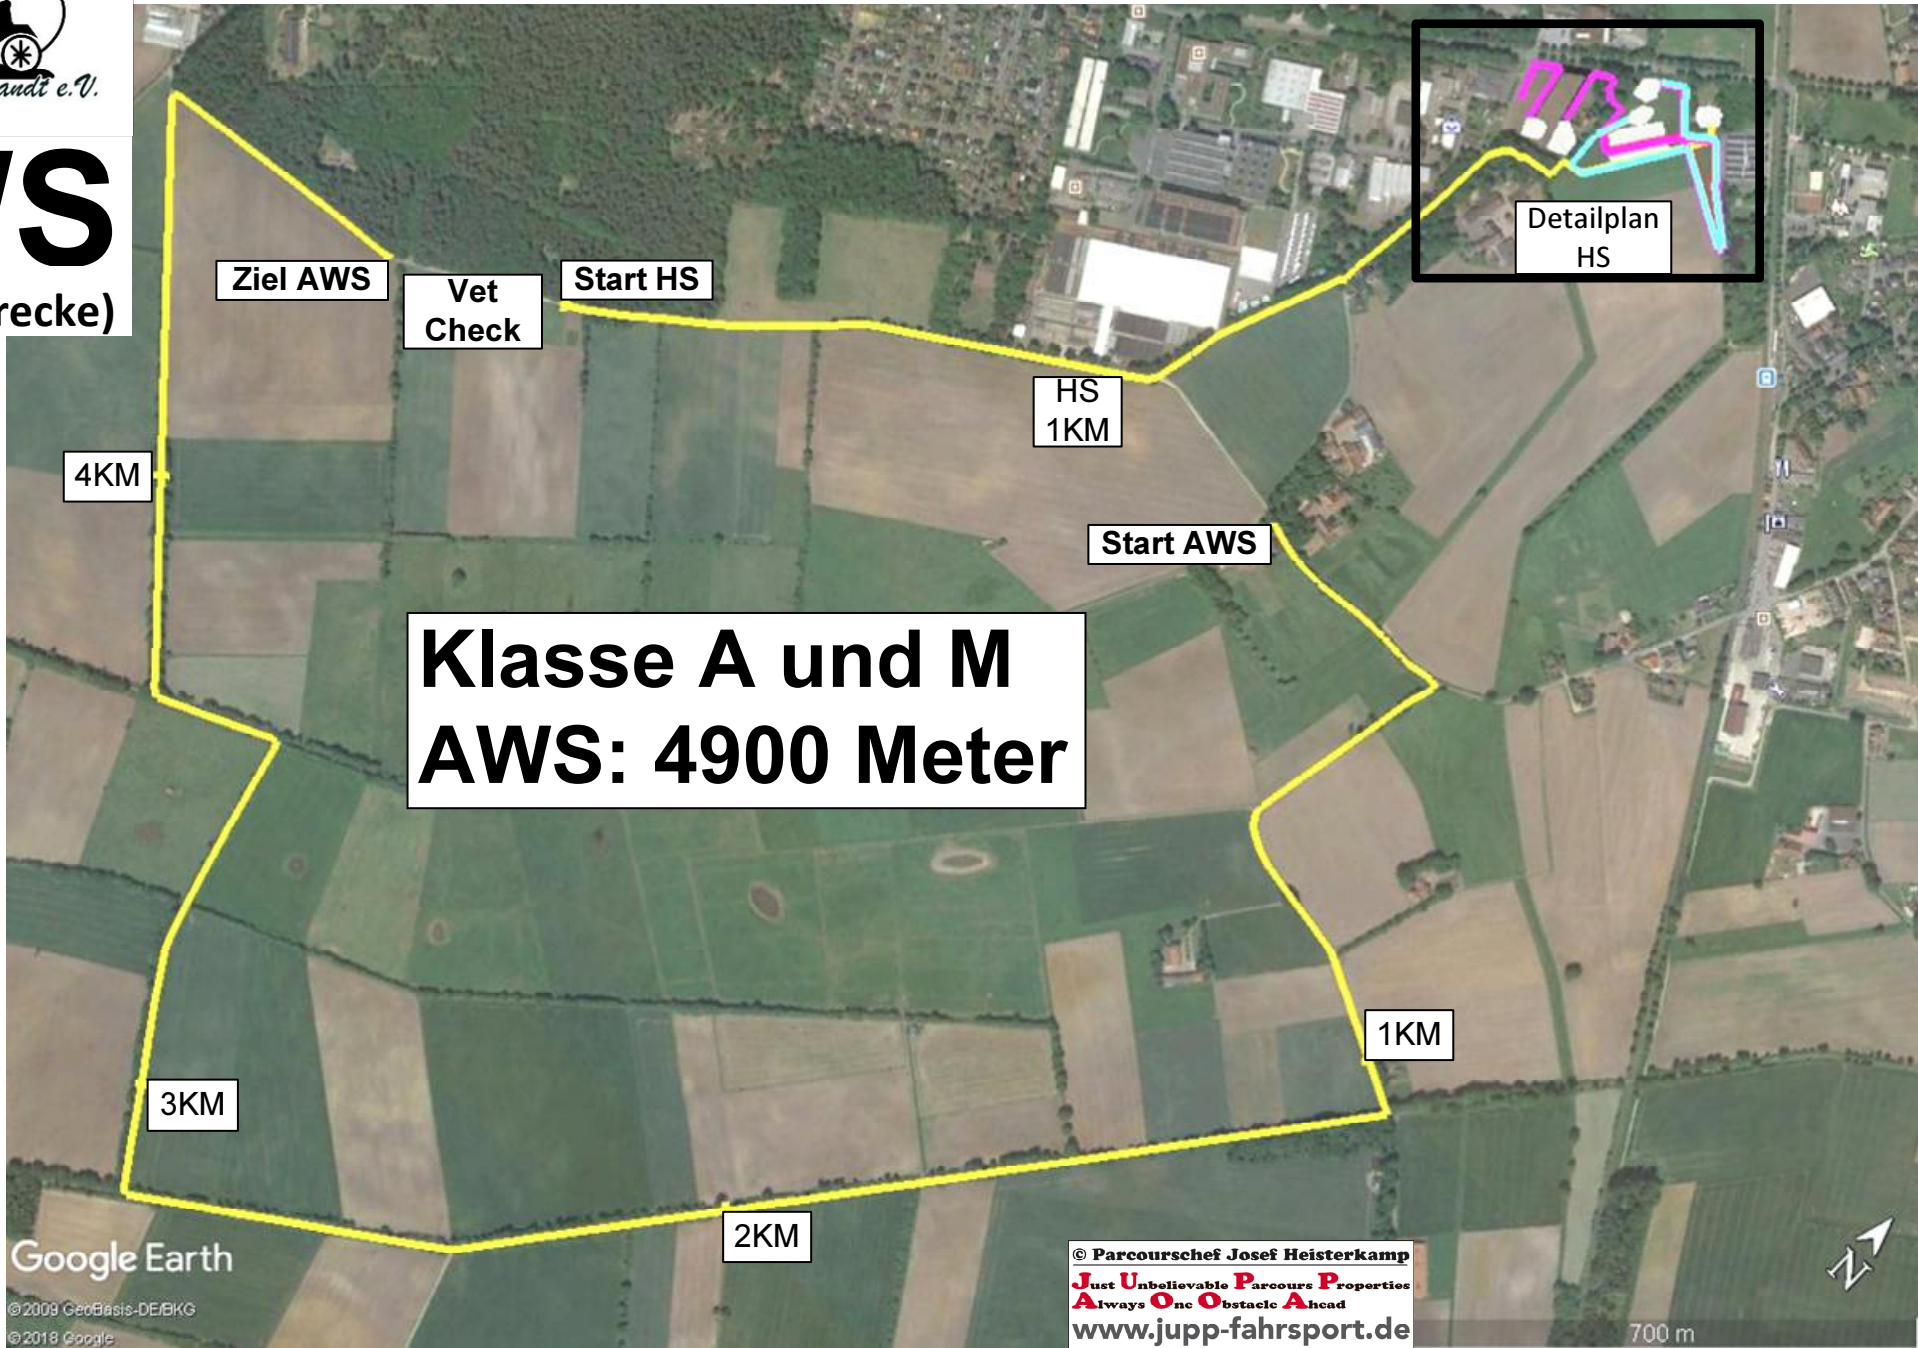 andt e.V.
WS
recke)
Ziel AWS
Vet
Check
Start HS
HS
1KM
Detailplan
HS
4KM
Start AWS
Klasse A und M
AWS: 4900 Meter
1KM
3KM
2KM
Google Earth
©2009 GeoBasis-DE/BKG
©2018 Google
© Parcourschef Josef Heisterkamp
Just Unbelievable Parcours Properties
Always One Obstacle Ahead
www.jupp-fahrsport.de
700 m
N